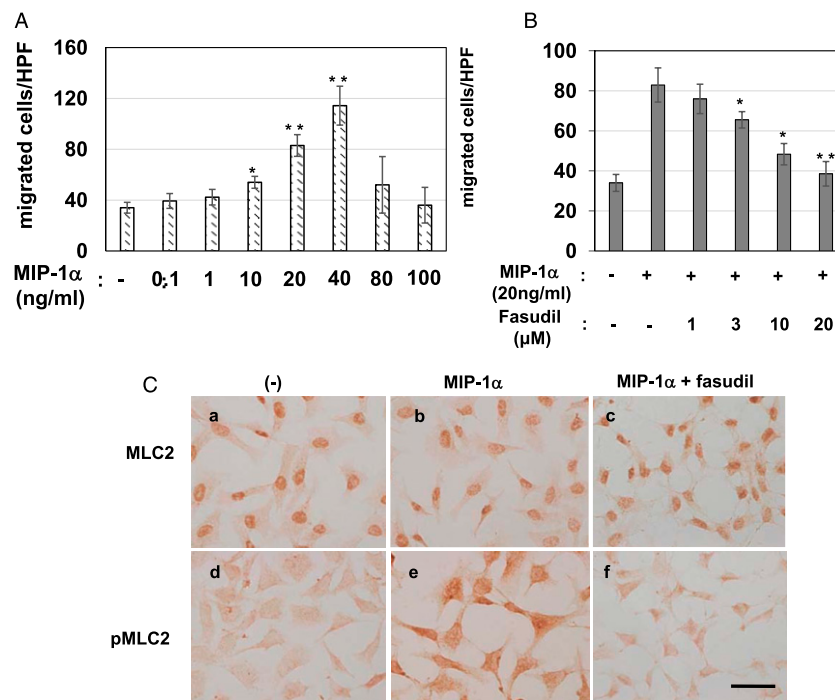 A
migrated cells/HPF
160
120
80
40
0
*
**
**
MIP-1α
(ng/ml)
: - 0.1 1 10 20 40 80 100
B
migrated cells/HPF
100
80
60
40
20
0
*
*
**
MIP-1α
(20ng/ml)
: - + + + + +
Fasudil
(µM)
: - - 1 3 10 20
C
(-) MIP-1α MIP-1α + fasudil
MLC2
a b c
pMLC2
d e f